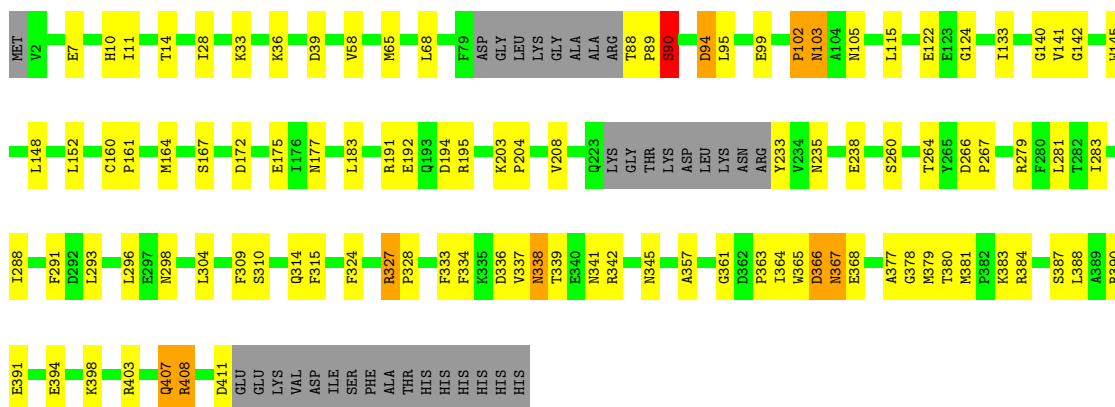 MET V2 E7 H10 I11 T14 I28 K33 K36 D39 V58 M65 L68 F79 ASP GLY LEU LYS GLY ALA ALA ARG T88 P89 S90 D94 L95 E99 P102 N103 A104 N105 L115 E122 E123 G124 I133 G140 V141 G142 W145
L148 L152 C160 P161 M164 S167 D172 E175 I176 N177 L183 R191 E192 Q193 D194 R195 K203 P204 V208 Q223 LYS GLY THR LYS ASP LEU LYS ASN ARG Y233 V234 N235 E238 S260 T264 Y265 D266 P267 R279 F280 L281 T282 I283
I288 F291 D292 L293 L296 E297 N298 L304 F309 S310 Q314 F315 F324 R327 P328 F333 F334 K335 D336 V337 N338 T339 E340 N341 R342 N345 A357 G361 D362 P363 I364 W365 D366 N367 E368 A377 G378 M379 T380 M381 P382 K383 R384 S387 L388 A389
E391 E394 K398 R403 Q407 R408 D411 GLU GLU LYS VAL ASP ILE SER PHE ALA THR HIS HIS HIS HIS HIS HIS